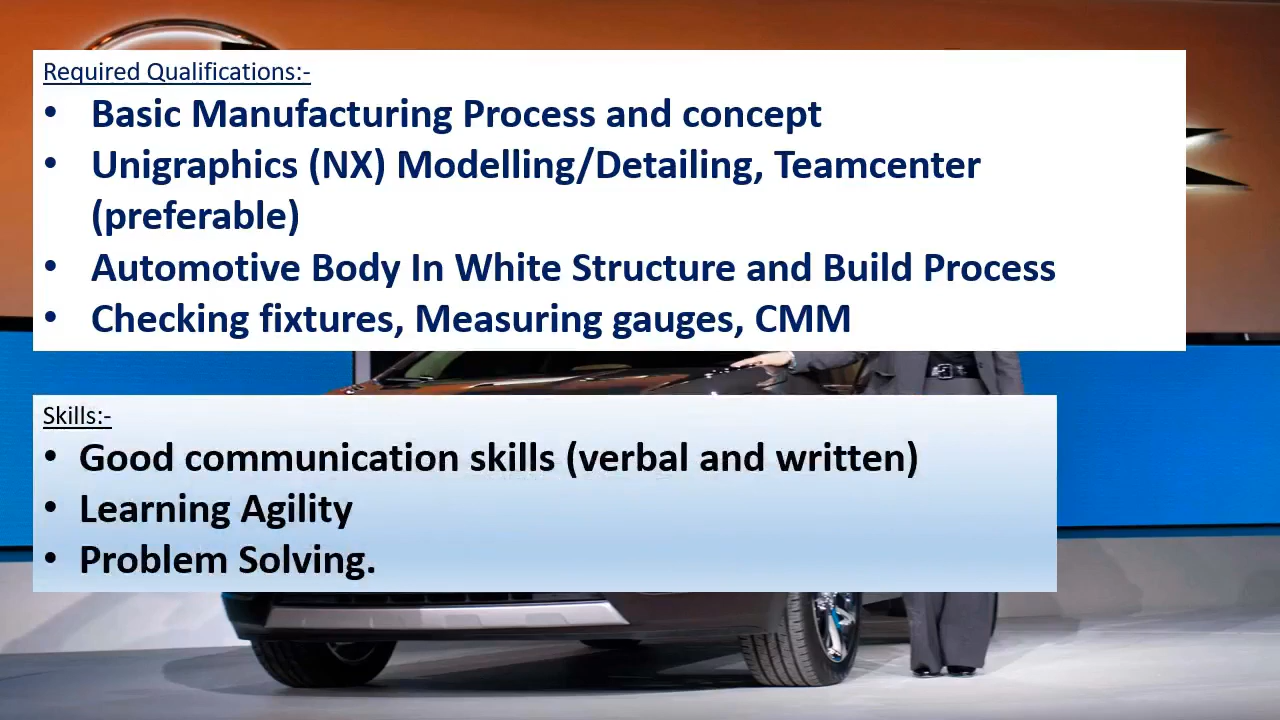 Required Qualifications:-
• Basic Manufacturing Process and concept
• Unigraphics (NX) Modelling/Detailing, Teamcenter
(preferable)
• Automotive Body In White Structure and Build Process
• Checking fixtures, Measuring gauges, CMM
Skills:-
• Good communication skills (verbal and written)
• Learning Agility
• Problem Solving.